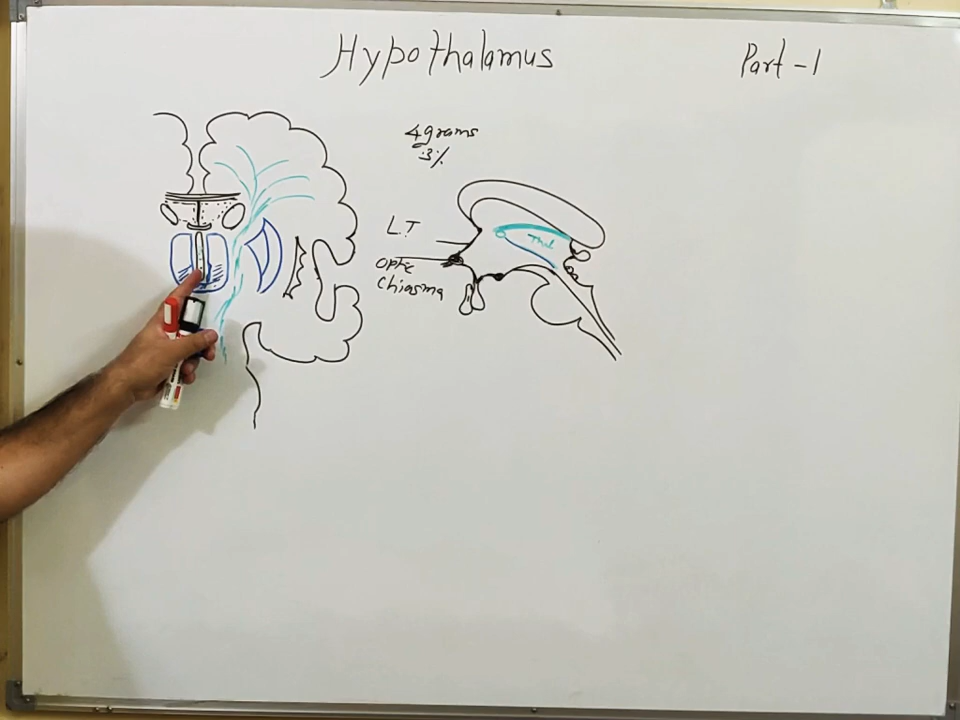 Hypothalamus
Part-1
4grams
.3%
L.T
optic
chiasma
Thal